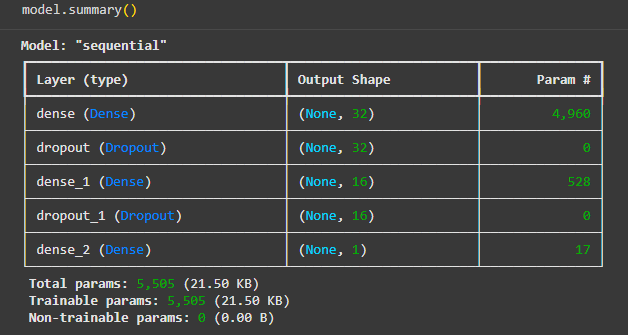 model.summary()
Model: "sequential"
Layer (type) Output Shape Param #
dense (Dense) (None, 32) 4,960
dropout (Dropout) (None, 32) 0
dense_1 (Dense) (None, 16) 528
dropout_1 (Dropout) (None, 16) 0
dense_2 (Dense) (None, 1) 17
Total params: 5,505 (21.50 KB)
Trainable params: 5,505 (21.50 KB)
Non-trainable params: 0 (0.00 B)